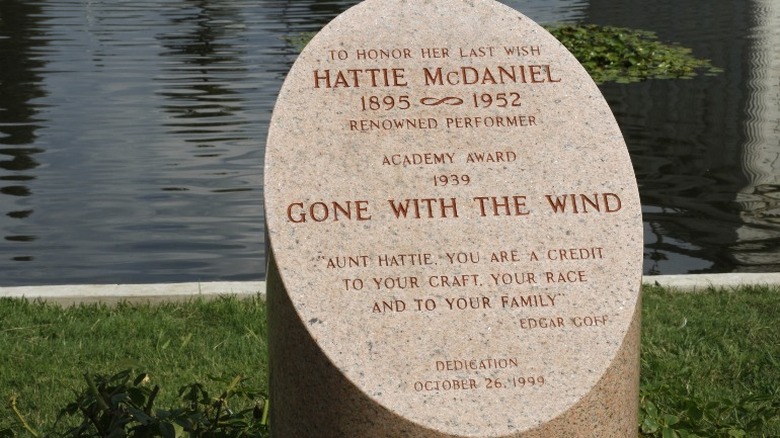 TO HONOR HER LAST WISH
HATTIE McDANIEL
1895 ~ 1952
RENOWNED PERFORMER
ACADEMY AWARD
1939
GONE WITH THE WIND
"AUNT HATTIE, YOU ARE A CREDIT
TO YOUR CRAFT, YOUR RACE
AND TO YOUR FAMILY"
EDGAR GOFF
DEDICATION
OCTOBER 26, 1999